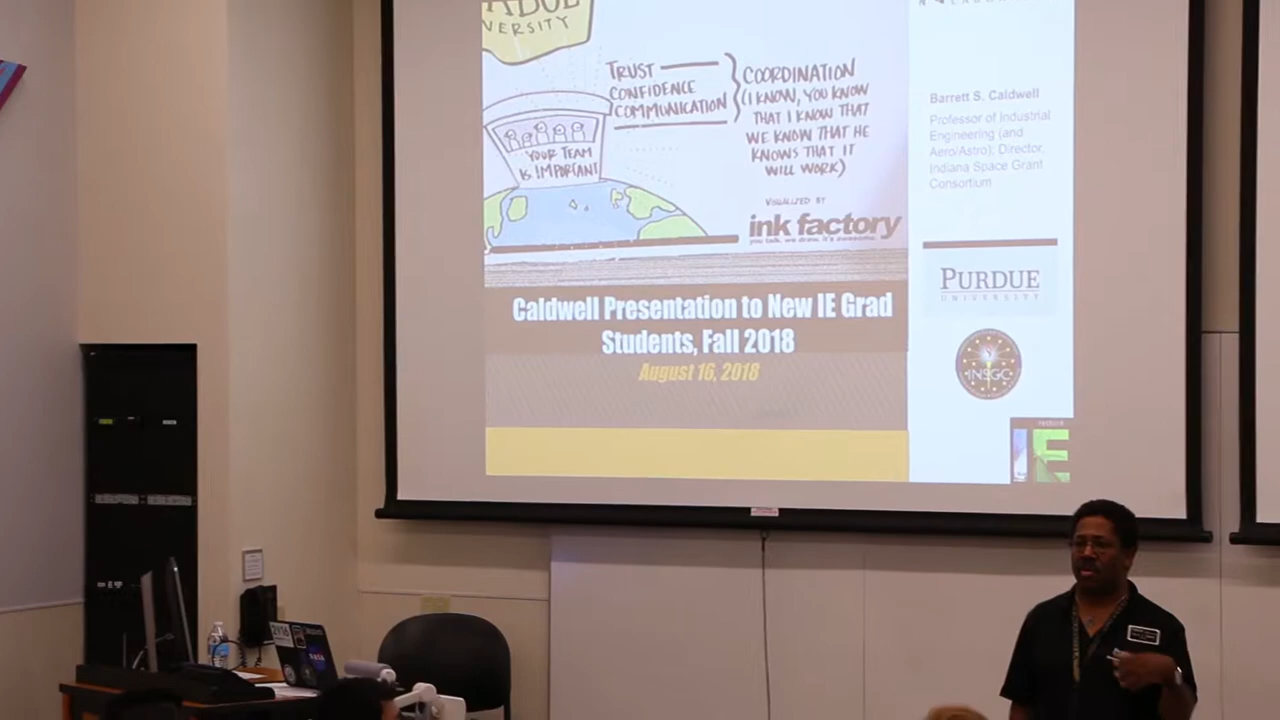 VERSITY
TRUST
CONFIDENCE
COMMUNICATION
COORDINATION
(I KNOW, YOU KNOW
THAT I KNOW THAT
WE KNOW THAT HE
KNOWS THAT IT
WILL WORK)
YOUR TEAM
IS IMPORTANT
VISUALIZED BY
ink factory
you talk. we draw. it's awesome.
Caldwell Presentation to New IE Grad
Students, Fall 2018
August 16, 2018
Barrett S. Caldwell
Professor of Industrial
Engineering (and
Aero/Astro); Director,
Indiana Space Grant
Consortium
PURDUE
UNIVERSITY
INSGC
IE
NASA